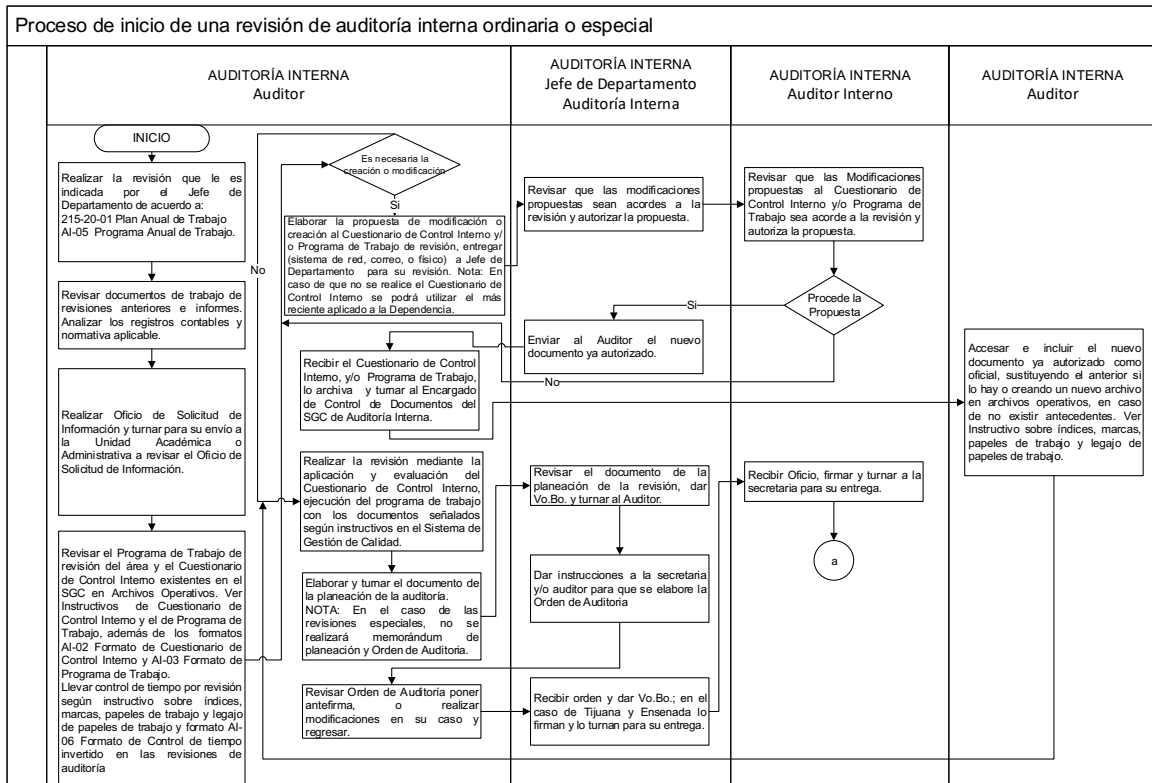 Proceso de inicio de una revisión de auditoría interna ordinaria o especial
AUDITORÍA INTERNA
Auditor
AUDITORÍA INTERNA
Jefe de Departamento
Auditoría Interna
AUDITORÍA INTERNA
Auditor Interno
AUDITORÍA INTERNA
Auditor
INICIO
Realizar la revisión que le es
indicada por el Jefe de
Departamento de acuerdo a:
215-20-01 Plan Anual de Trabajo
AI-05 Programa Anual de Trabajo.
Revisar documentos de trabajo de
revisiones anteriores e informes.
Analizar los registros contables y
normativa aplicable.
Realizar Oficio de Solicitud de
Información y turnar para su envío a
la Unidad Académica o
Administrativa a revisar el Oficio de
Solicitud de Información.
Revisar el Programa de Trabajo de
revisión del área y el Cuestionario
de Control Interno existentes en el
SGC en Archivos Operativos. Ver
Instructivos de Cuestionario de
Control Interno y el de Programa de
Trabajo, además de los formatos
AI-02 Formato de Cuestionario de
Control Interno y AI-03 Formato de
Programa de Trabajo.
Llevar control de tiempo por revisión
según instructivo sobre índices,
marcas, papeles de trabajo y legajo
de papeles de trabajo y formato AI-
06 Formato de Control de tiempo
invertido en las revisiones de
auditoría
Es necesaria la
creación o modificación
Si
No
Elaborar la propuesta de modificación o
creación al Cuestionario de Control Interno y/
o Programa de Trabajo de revisión, entregar
(sistema de red, correo, o físico) a Jefe de
Departamento para su revisión. Nota: En
caso de que no se realice el Cuestionario de
Control Interno se podrá utilizar el más
reciente aplicado a la Dependencia.
Recibir el Cuestionario de Control
Interno, y/o Programa de Trabajo,
lo archiva y turnar al Encargado
de Control de Documentos del
SGC de Auditoría Interna.
Realizar la revisión mediante la
aplicación y evaluación del
Cuestionario de Control Interno,
ejecución del programa de trabajo
con los documentos señalados
según instructivos en el Sistema de
Gestión de Calidad.
Elaborar y turnar el documento de
la planeación de la auditoría.
NOTA: En el caso de las
revisiones especiales, no se
realizará memorándum de
planeación y Orden de Auditoria.
Revisar Orden de Auditoría poner
antefirma, o realizar
modificaciones en su caso y
regresar.
Revisar que las modificaciones
propuestas sean acordes a la
revisión y autorizar la propuesta.
Si
Enviar al Auditor el nuevo
documento ya autorizado.
No
Revisar el documento de la
planeación de la revisión, dar
Vo.Bo. y turnar al Auditor.
Dar instrucciones a la secretaria
y/o auditor para que se elabore la
Orden de Auditoria
Recibir orden y dar Vo.Bo.; en el
caso de Tijuana y Ensenada lo
firman y lo turnan para su entrega.
Revisar que las Modificaciones
propuestas al Cuestionario de
Control Interno y/o Programa de
Trabajo sea acorde a la revisión y
autoriza la propuesta.
Procede la
Propuesta
Recibir Oficio, firmar y turnar a la
secretaria para su entrega.
a
Accesar e incluir el nuevo
documento ya autorizado como
oficial, sustituyendo el anterior si
lo hay o creando un nuevo archivo
en archivos operativos, en caso
de no existir antecedentes. Ver
Instructivo sobre índices, marcas,
papeles de trabajo y legajo de
papeles de trabajo.